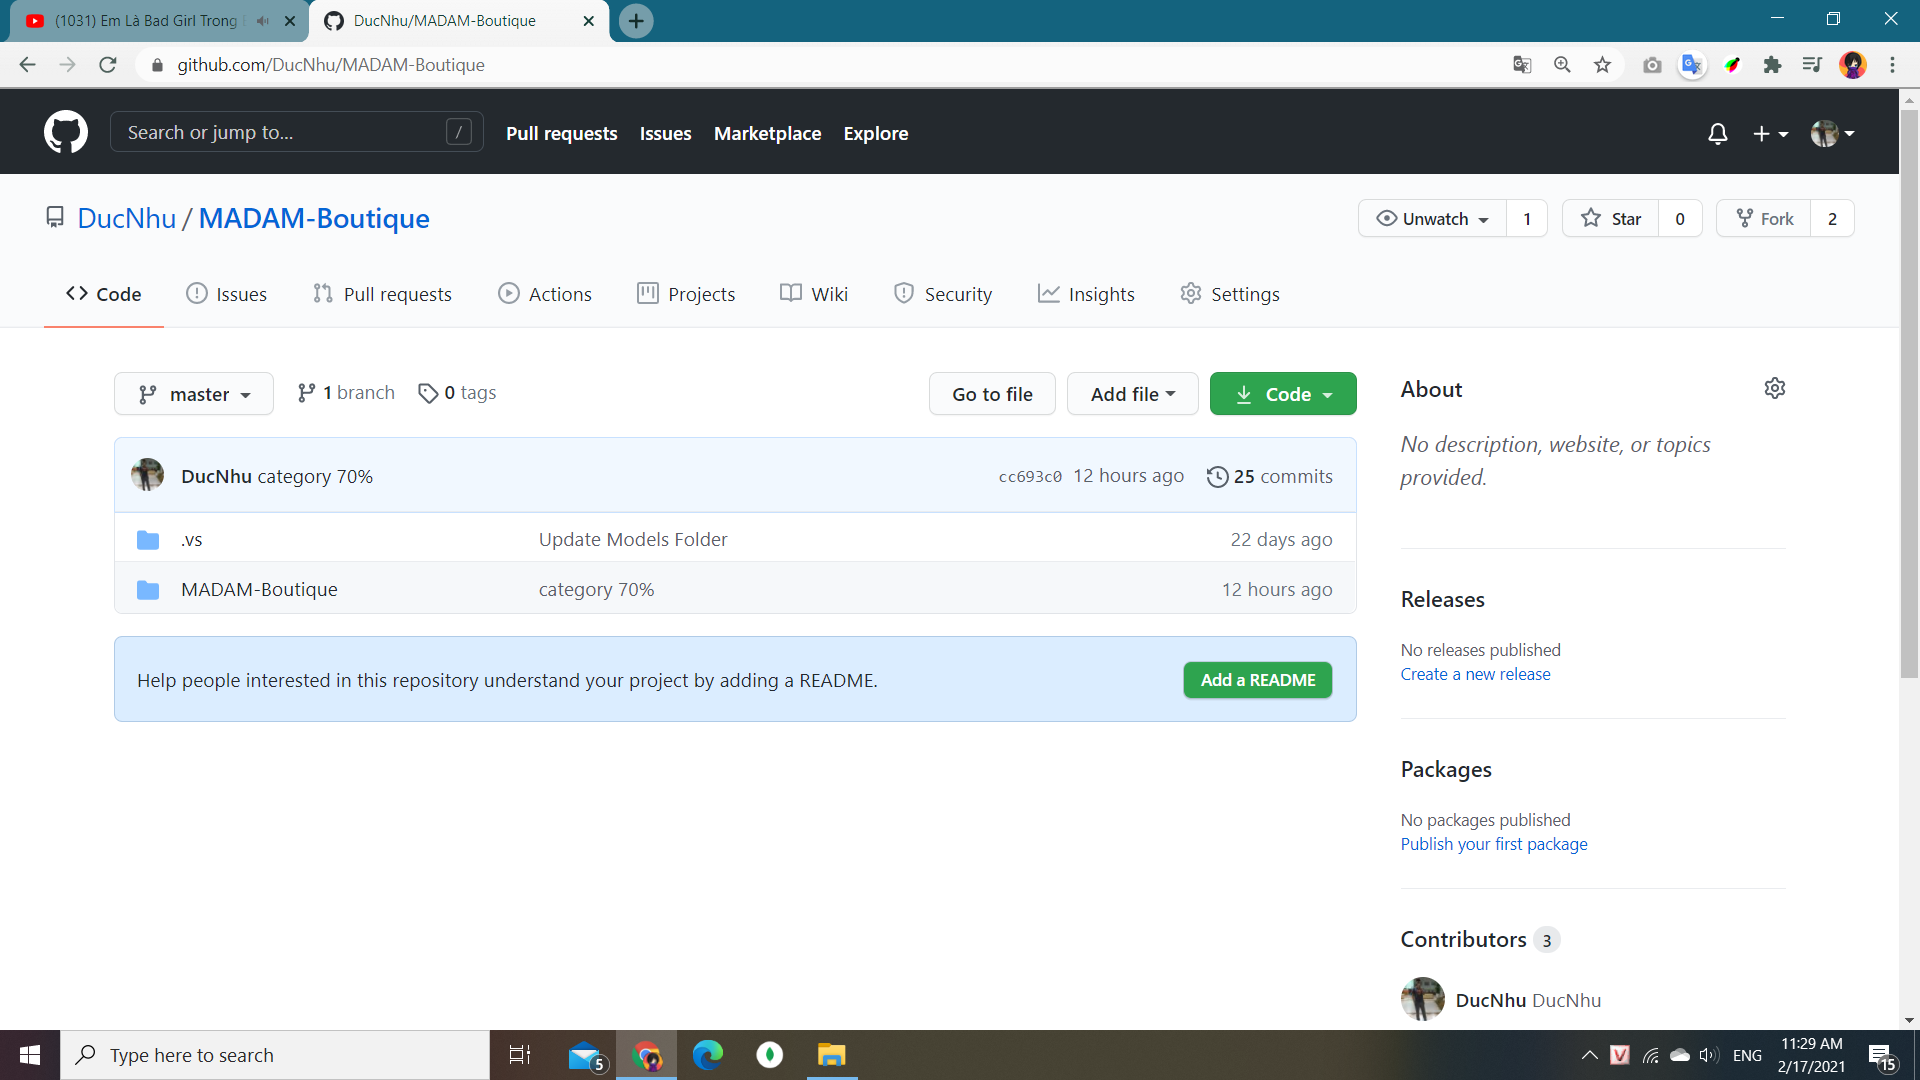 (1031) Em Là Bad Girl Trong
DucNhu/MADAM-Boutique
github.com/DucNhu/MADAM-Boutique
Search or jump to...
/
Pull requests
Issues
Marketplace
Explore
DucNhu / MADAM-Boutique
Unwatch 1
Star 0
Fork 2
Code
Issues
Pull requests
Actions
Projects
Wiki
Security
Insights
Settings
master
1 branch
0 tags
Go to file
Add file
Code
DucNhu category 70%
cc693c0 12 hours ago
25 commits
.vs
Update Models Folder
22 days ago
MADAM-Boutique
category 70%
12 hours ago
Help people interested in this repository understand your project by adding a README.
Add a README
About
No description, website, or topics
provided.
Releases
No releases published
Create a new release
Packages
No packages published
Publish your first package
Contributors 3
DucNhu DucNhu
Type here to search
5
ENG
11:29 AM
2/17/2021
15